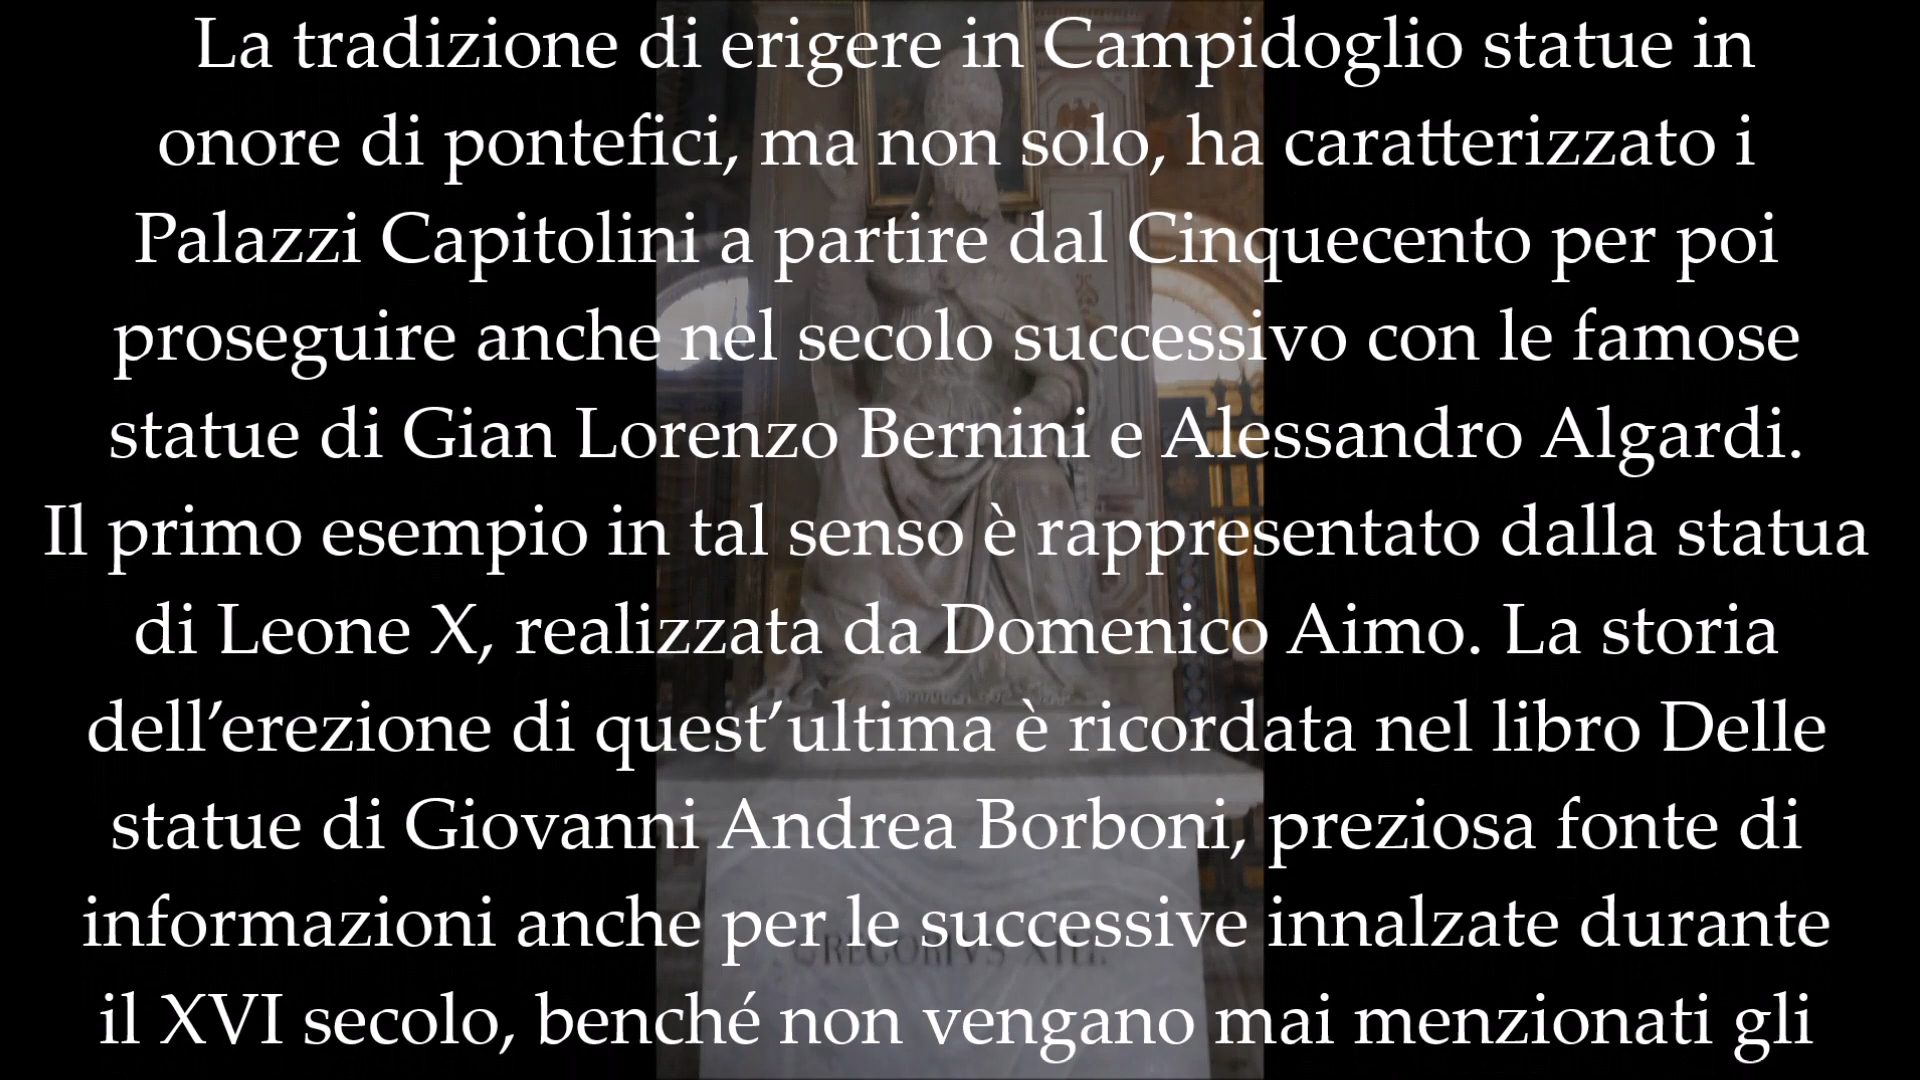 La tradizione di erigere in Campidoglio statue in
onore di pontefici, ma non solo, ha caratterizzato i
Palazzi Capitolini a partire dal Cinquecento per poi
proseguire anche nel secolo successivo con le famose
statue di Gian Lorenzo Bernini e Alessandro Algardi.
Il primo esempio in tal senso è rappresentato dalla statua
di Leone X, realizzata da Domenico Aimo. La storia
dell’erezione di quest’ultima è ricordata nel libro Delle
statue di Giovanni Andrea Borboni, preziosa fonte di
informazioni anche per le successive innalzate durante
GREGORIVS XIII.
il XVI secolo, benché non vengano mai menzionati gli